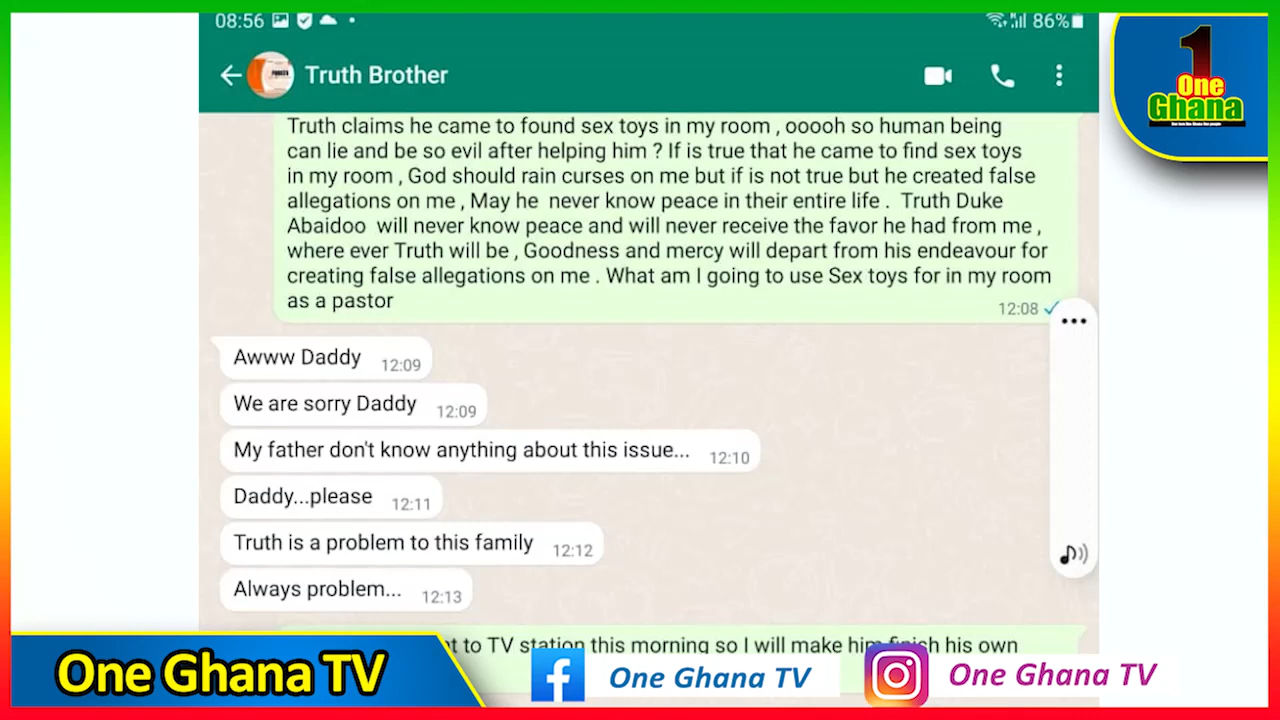 08:56
86%
Truth Brother
1
One
Ghana
Truth claims he came to found sex toys in my room , ooooh so human being
can lie and be so evil after helping him ? If is true that he came to find sex toys
in my room , God should rain curses on me but if is not true but he created false
allegations on me , May he never know peace in their entire life . Truth Duke
Abaidoo will never know peace and will never receive the favor he had from me ,
where ever Truth will be , Goodness and mercy will depart from his endeavour for
creating false allegations on me . What am I going to use Sex toys for in my room
as a pastor
12:08
Awww Daddy 12:09
We are sorry Daddy 12:09
My father don't know anything about this issue... 12:10
Daddy...please 12:11
Truth is a problem to this family 12:12
Always problem... 12:13
to TV station this morning so I will make him finish his own
One Ghana TV
One Ghana TV
One Ghana TV